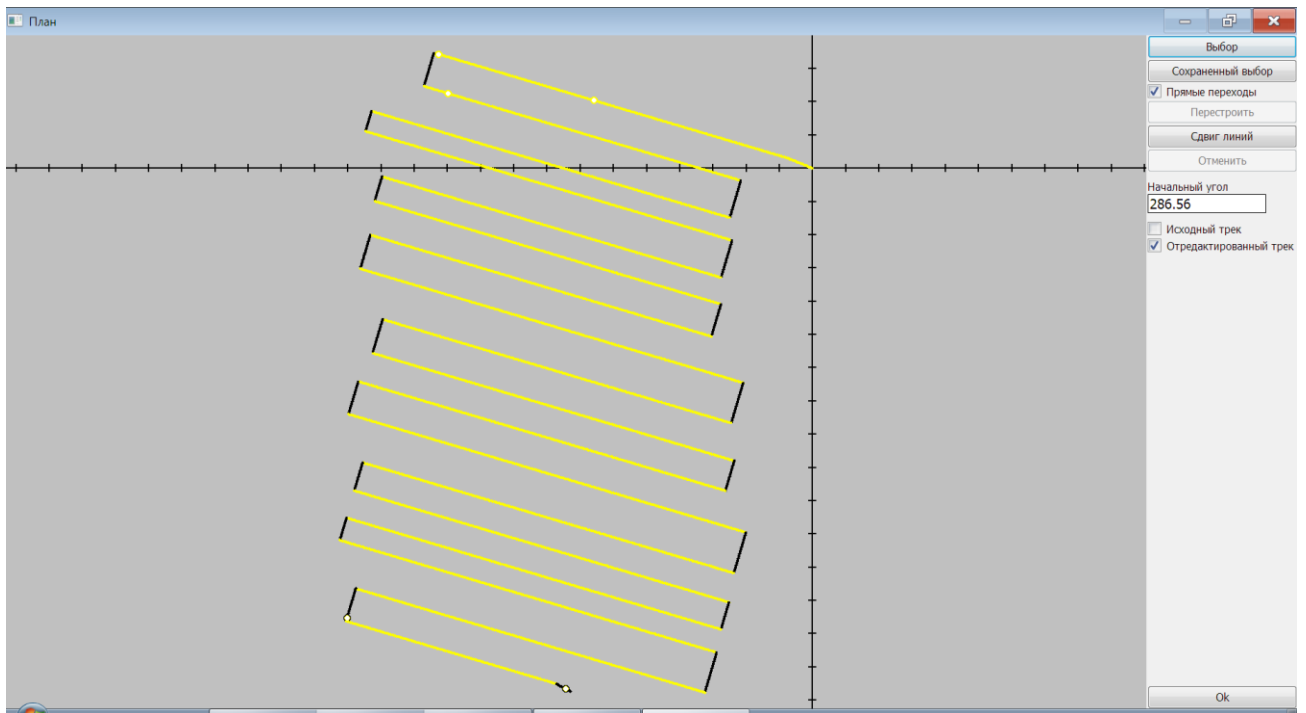 План
Выбор
Сохраненный выбор
Прямые переходы
Перестроить
Сдвиг линий
Отменить
Начальный угол
286.56
Исходный трек
Отредактированный трек
Ok